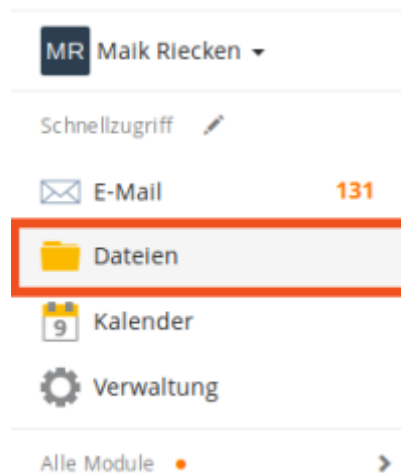 MR Maik Riecken
Schnellzugriff
E-Mail 131
Dateien
9 Kalender
Verwaltung
Alle Module